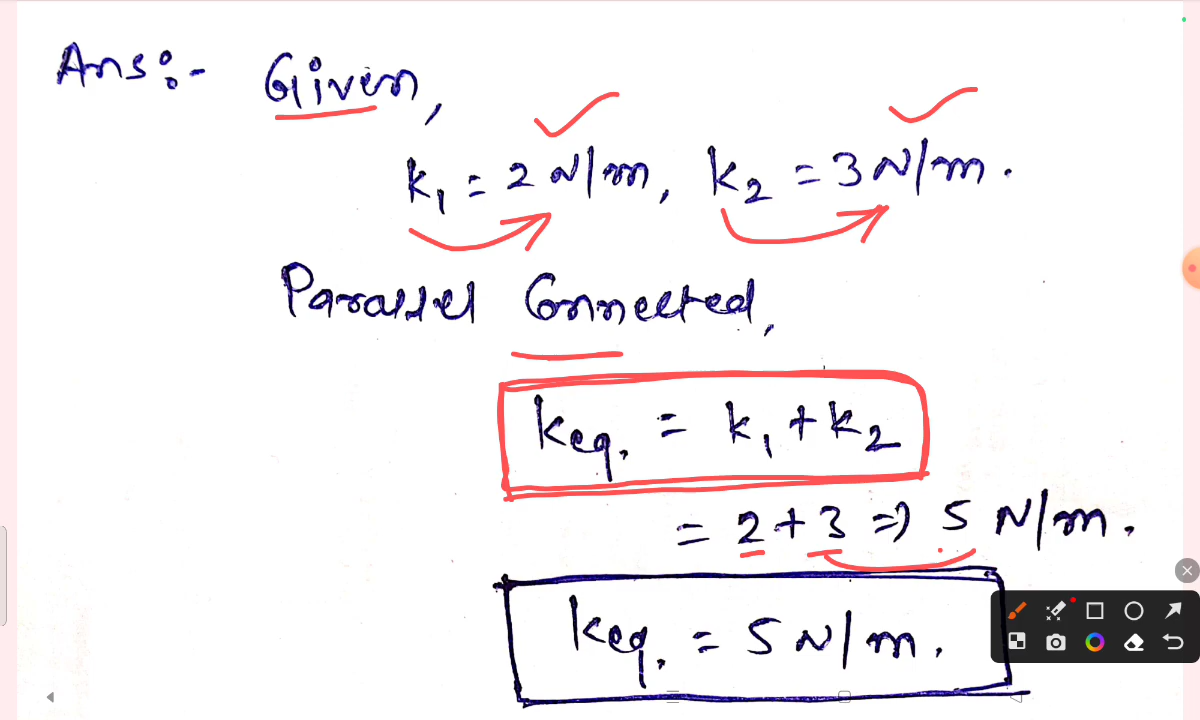 Ans:- Given,
k₁ = 2 N/m, k₂ = 3 N/m.
Parallel Connected,
keq. = k₁ + k₂
= 2 + 3 => 5 N/m.
keq. = 5 N/m.